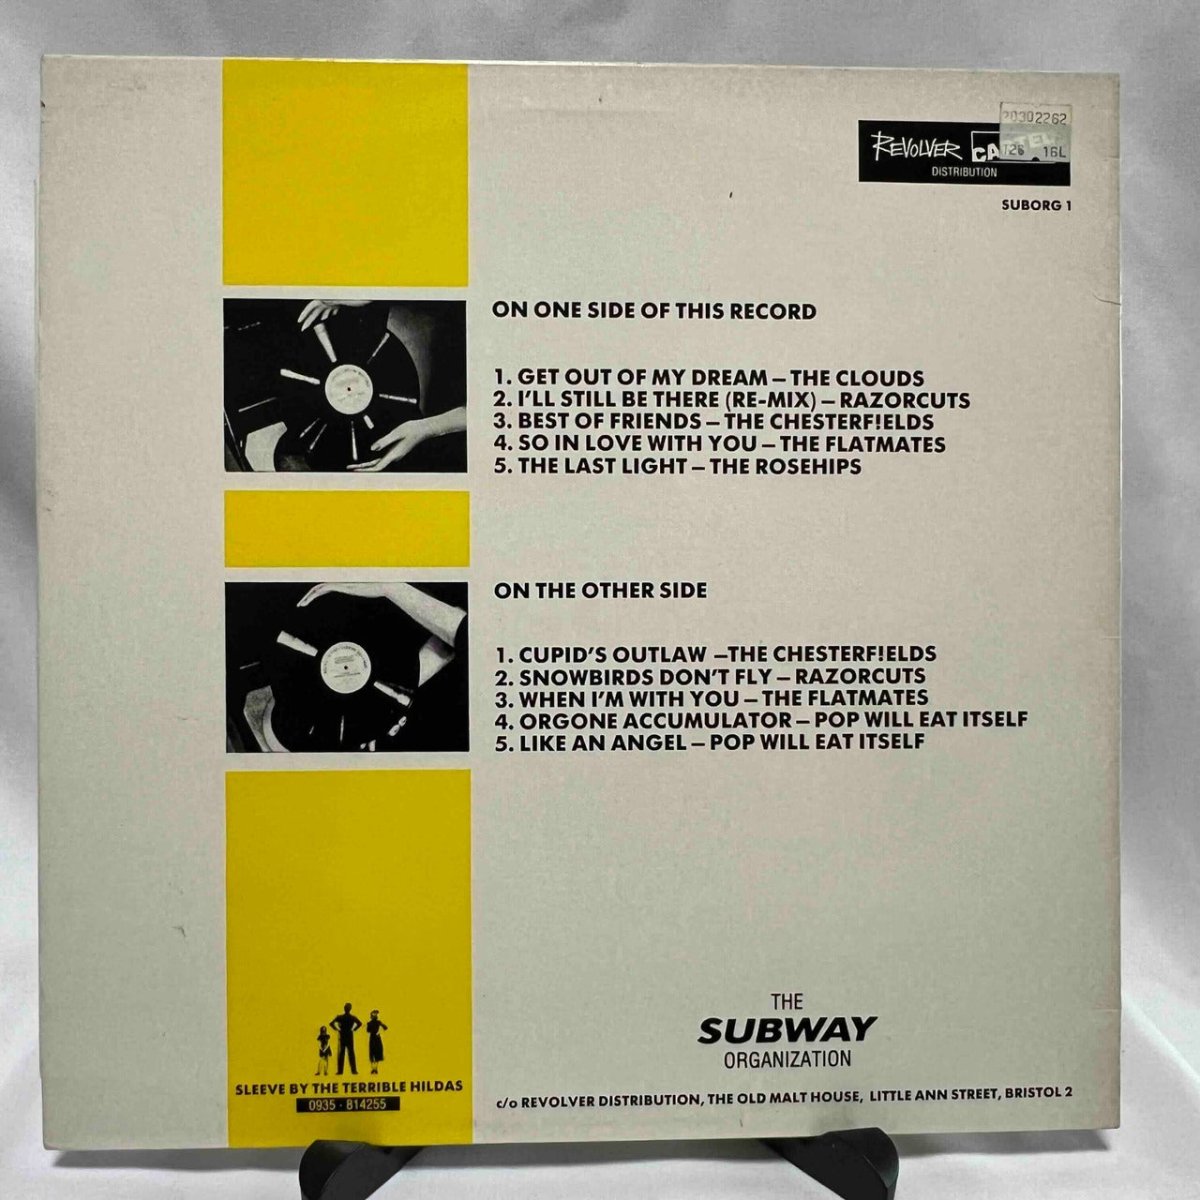 20302262
REVOLVER CARTEL
T26 16L
DISTRIBUTION
SUBORG 1
ON ONE SIDE OF THIS RECORD
1. GET OUT OF MY DREAM – THE CLOUDS
2. I'LL STILL BE THERE (RE-MIX) – RAZORCUTS
3. BEST OF FRIENDS – THE CHESTERF!ELDS
4. SO IN LOVE WITH YOU – THE FLATMATES
5. THE LAST LIGHT – THE ROSEHIPS
ON THE OTHER SIDE
1. CUPID'S OUTLAW –THE CHESTERF!ELDS
2. SNOWBIRDS DON'T FLY – RAZORCUTS
3. WHEN I'M WITH YOU – THE FLATMATES
4. ORGONE ACCUMULATOR – POP WILL EAT ITSELF
5. LIKE AN ANGEL – POP WILL EAT ITSELF
THE
SUBWAY
ORGANIZATION
SLEEVE BY THE TERRIBLE HILDAS
0935 · 814255
c/o REVOLVER DISTRIBUTION, THE OLD MALT HOUSE, LITTLE ANN STREET, BRISTOL 2